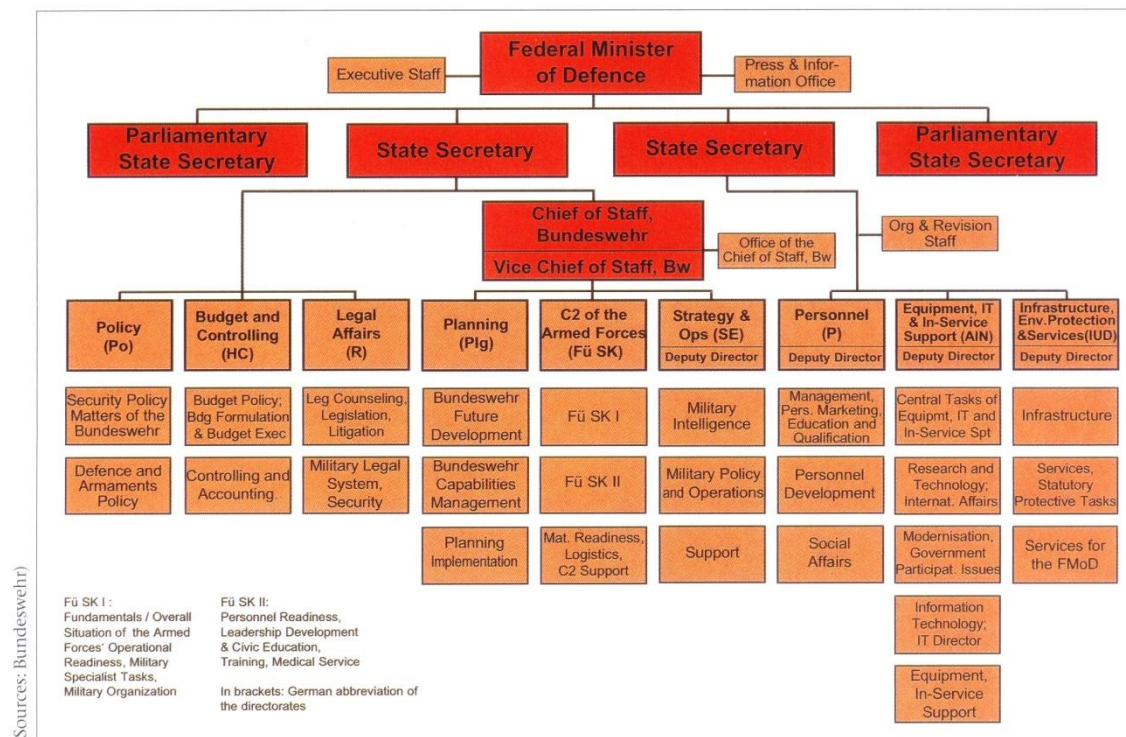 Federal Minister
of Defence
Executive Staff
Press & Infor-
mation Office
Parliamentary
State Secretary
State Secretary
State Secretary
Parliamentary
State Secretary
Chief of Staff,
Bundeswehr
Vice Chief of Staff, Bw
Office of the
Chief of Staff, Bw
Org & Revision
Staff
Policy
(Po)
Budget and
Controlling (HC)
Legal
Affairs
(R)
Planning
(Plg)
C2 of the
Armed Forces
(Fü SK)
Strategy &
Ops (SE)
Deputy Director
Personnel
(P)
Deputy Director
Equipment, IT
& In-Service
Support (AIN)
Deputy Director
Infrastructure,
Env.Protection
&Services(IUD)
Deputy Director
Security Policy
Matters of the
Bundeswehr
Budget Policy;
Bdg Formulation
& Budget Exec
Leg Counseling,
Legislation,
Litigation
Bundeswehr
Future
Development
Fü SK I
Military
Intelligence
Management,
Pers. Marketing,
Education and
Qualification
Central Tasks of
Equipmt, IT and
In-Service Spt
Infrastructure
Defence and
Armaments
Policy
Controlling and
Accounting.
Military Legal
System,
Security
Bundeswehr
Capabilities
Management
Fü SK II
Military Policy
and Operations
Personnel
Development
Research and
Technology;
Internat. Affairs
Services,
Statutory
Protective Tasks
Planning
Implementation
Mat. Readiness,
Logistics,
C2 Support
Support
Social
Affairs
Modernisation,
Government
Participat. Issues
Services for
the FMoD
Information
Technology;
IT Director
Equipment,
In-Service
Support
Fü SK I :
Fundamentals / Overall
Situation of the Armed
Forces' Operational
Readiness, Military
Specialist Tasks,
Military Organization
Fü SK II:
Personnel Readiness,
Leadership Development
& Civic Education,
Training, Medical Service
In brackets: German abbreviation of
the directorates
Sources: Bundeswehr)